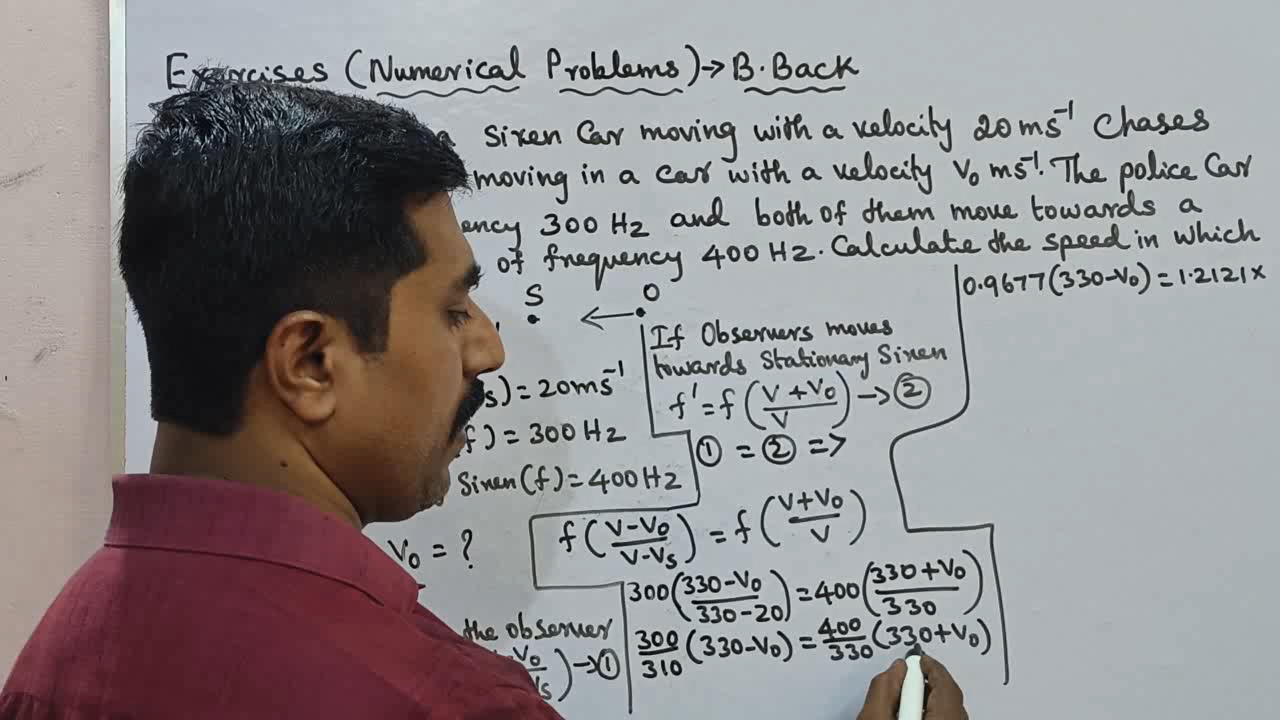 Exercises (Numerical Problems) → B.Back
a Siren Car moving with a velocity 20 ms⁻¹ Chases
moving in a car with a velocity V₀ ms⁻¹. The police Car
ency 300 Hz and both of them move towards a
of frequency 400 Hz. Calculate the speed in which
0.9677(330-V₀) = 1.2121×
S O
If Observers moves
towards Stationary Siren
f' = f (V+V₀/V) → ②
① = ② =>
s) = 20ms⁻¹
f) = 300 Hz
Siren(f) = 400 Hz
V₀ = ?
the observer
-V₀/Vs) → ①
f (V-V₀/V-Vs) = f (V+V₀/V)
300 (330-V₀/330-20) = 400 (330+V₀/330)
300/310 (330-V₀) = 400/330 (330+V₀)